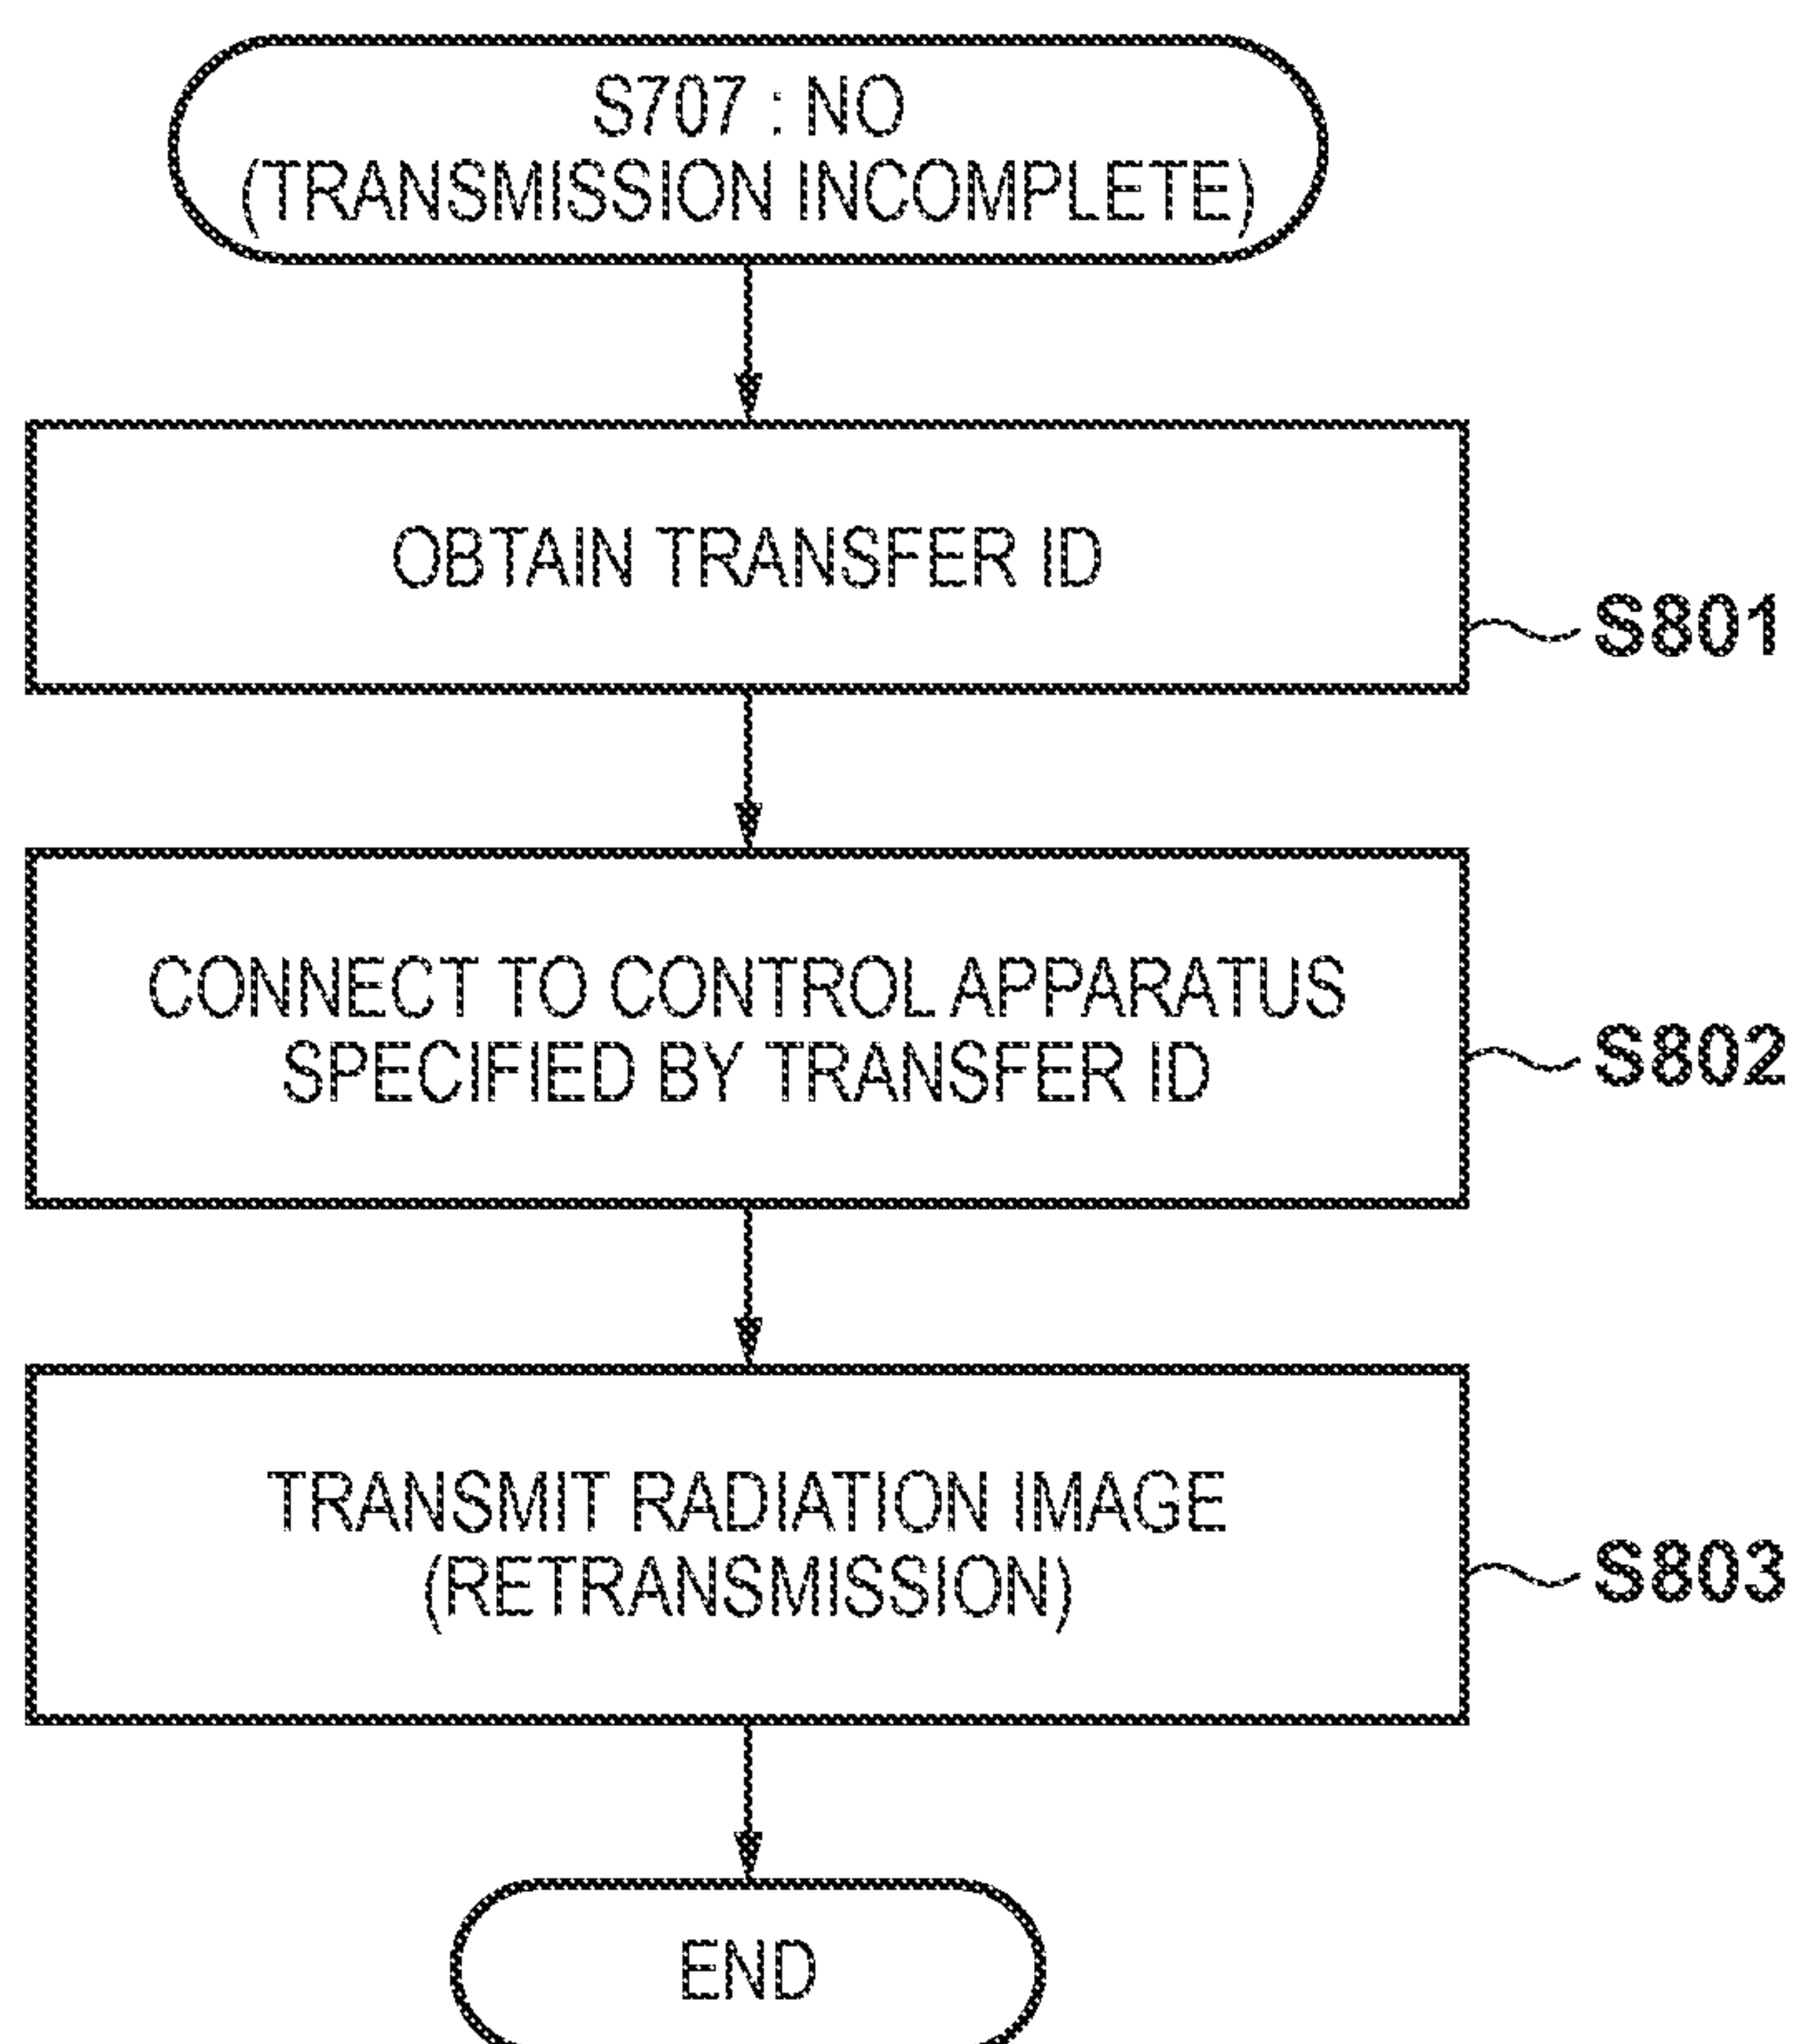 S707 : NO
(TRANSMISSION INCOMPLETE)
OBTAIN TRANSFER ID
S801
CONNECT TO CONTROL APPARATUS
SPECIFIED BY TRANSFER ID
S802
TRANSMIT RADIATION IMAGE
(RETRANSMISSION)
S803
END